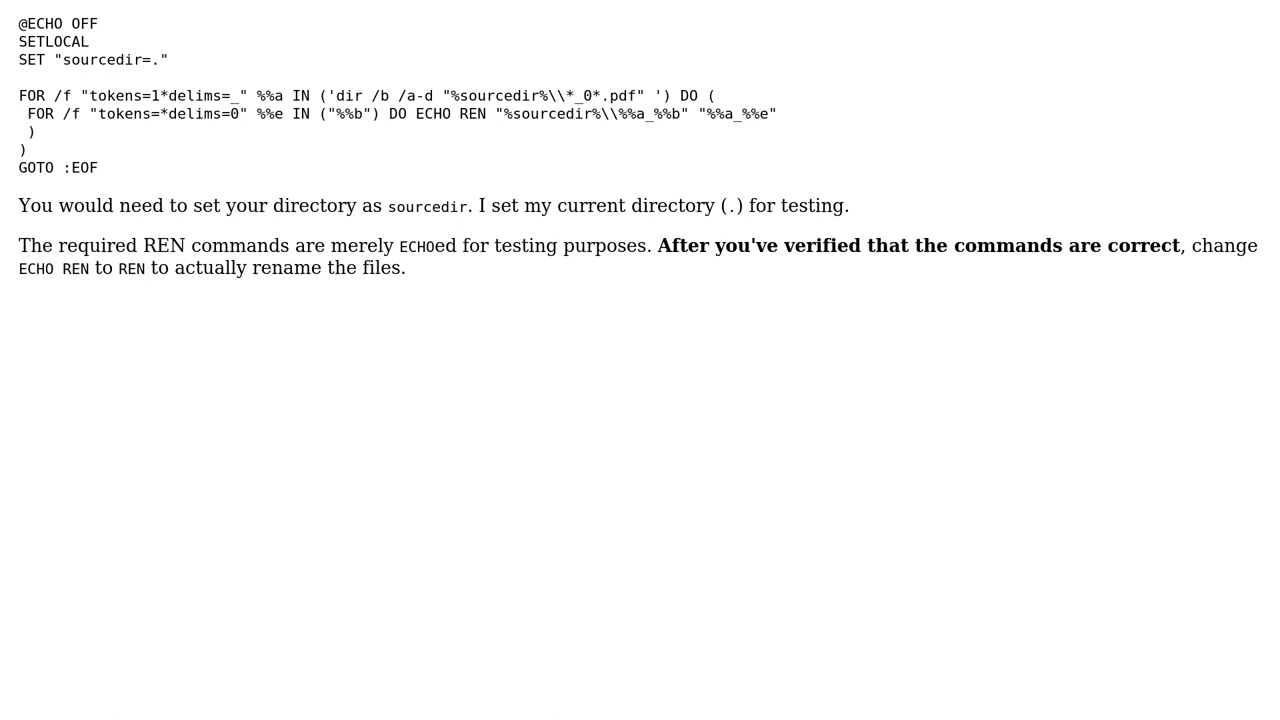 @ECHO OFF
SETLOCAL
SET "sourcedir=."

FOR /f "tokens=1*delims=_" %%a IN ('dir /b /a-d "%sourcedir%\\*_0*.pdf" ') DO (
 FOR /f "tokens=*delims=0" %%e IN ("%%b") DO ECHO REN "%sourcedir%\\%%a_%%b" "%%a_%%e"
 )
)
GOTO :EOF

You would need to set your directory as sourcedir. I set my current directory (.) for testing.

The required REN commands are merely ECHOed for testing purposes. After you've verified that the commands are correct, change
ECHO REN to REN to actually rename the files.